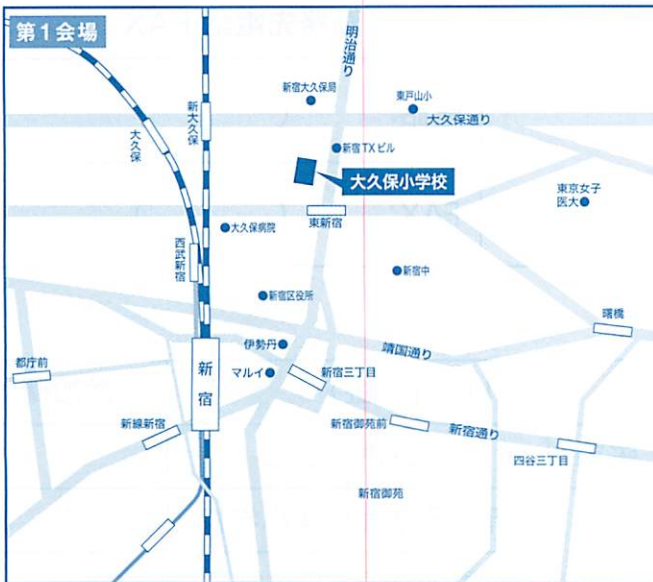 第1会場
明治通り
新宿大久保局
東戸山小
新大久保
大久保
大久保通り
新宿TXビル
大久保小学校
東京女子
医大
東新宿
大久保病院
西武新宿
新宿中
新宿区役所
曙橋
伊勢丹
靖国通り
都庁前
新宿
マルイ
新宿三丁目
新線新宿
新宿御苑前
新宿通り
四谷三丁目
新宿御苑